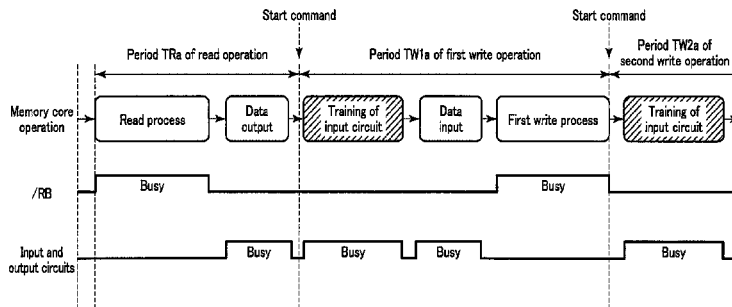 Start command
Start command
Period TRa of read operation
Period TW1a of first write operation
Period TW2a of
second write operation
Memory core
operation
Read process
Data
output
Training of
input circuit
Data
input
First write process
Training of
input circuit
/RB
Busy
Busy
Input and
output circuits
Busy
Busy
Busy
Busy